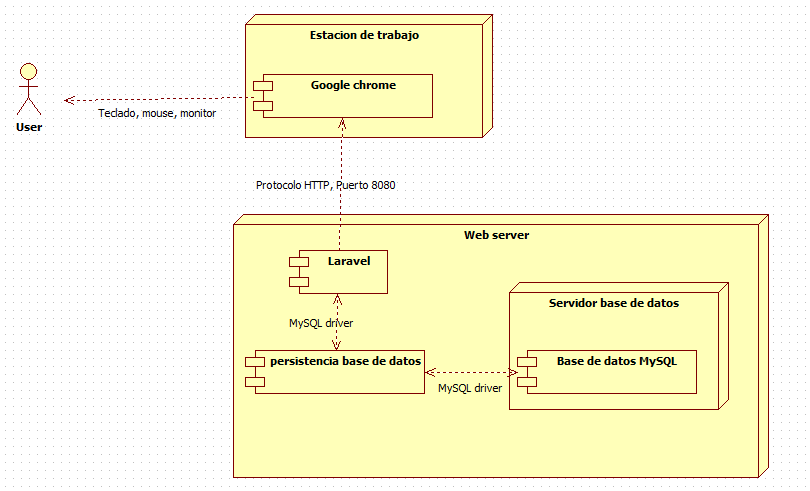 Estacion de trabajo
Google chrome
User
Teclado, mouse, monitor
Protocolo HTTP, Puerto 8080
Web server
Laravel
Servidor base de datos
MySQL driver
persistencia base de datos
Base de datos MySQL
MySQL driver